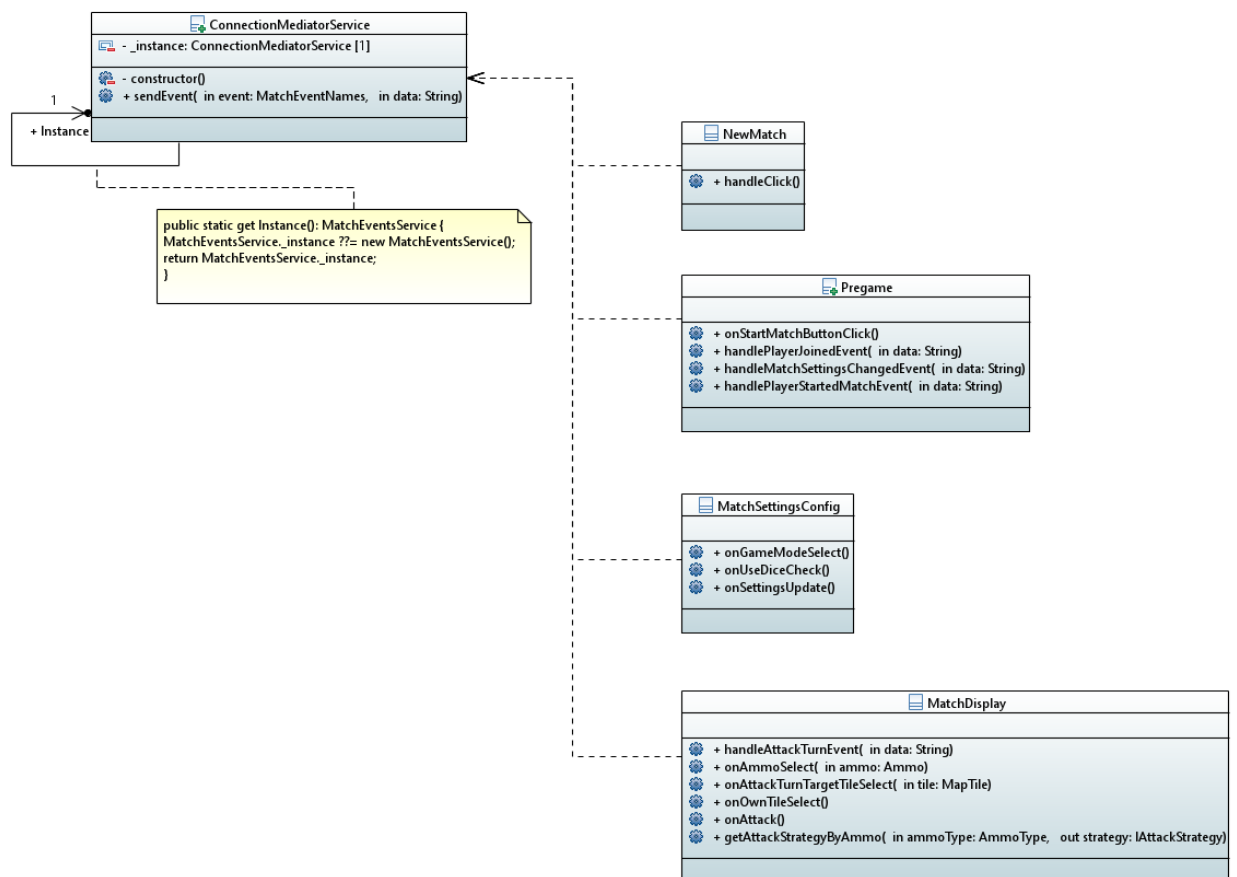 ConnectionMediatorService
- _instance: ConnectionMediatorService [1]
- constructor()
+ sendEvent( in event: MatchEventNames, in data: String)
1
+ Instance
public static get Instance(): MatchEventsService {
MatchEventsService._instance ??= new MatchEventsService();
return MatchEventsService._instance;
}
NewMatch
+ handleClick()
Pregame
+ onStartMatchButtonClick()
+ handlePlayerJoinedEvent( in data: String)
+ handleMatchSettingsChangedEvent( in data: String)
+ handlePlayerStartedMatchEvent( in data: String)
MatchSettingsConfig
+ onGameModeSelect()
+ onUseDiceCheck()
+ onSettingsUpdate()
MatchDisplay
+ handleAttackTurnEvent( in data: String)
+ onAmmoSelect( in ammo: Ammo)
+ onAttackTurnTargetTileSelect( in tile: MapTile)
+ onOwnTileSelect()
+ onAttack()
+ getAttackStrategyByAmmo( in ammoType: AmmoType, out strategy: IAttackStrategy)